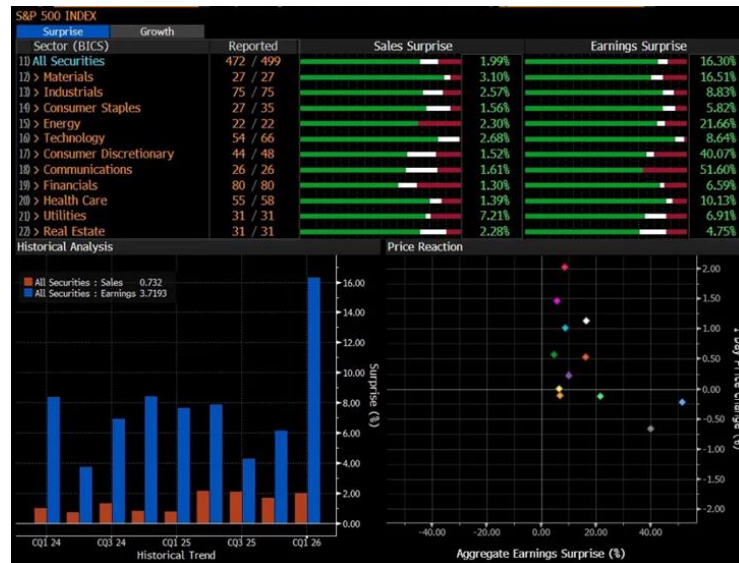 S&P 500 INDEX
Surprise Growth
Sector (BICS) Reported Sales Surprise Earnings Surprise
11) All Securities 472 / 499 1.99% 16.30%
12) > Materials 27 / 27 3.10% 16.51%
13) > Industrials 75 / 75 2.57% 8.83%
14) > Consumer Staples 27 / 35 1.56% 5.82%
15) > Energy 22 / 22 2.30% 21.66%
16) > Technology 54 / 66 2.68% 8.64%
17) > Consumer Discretionary 44 / 48 1.52% 40.07%
18) > Communications 26 / 26 1.61% 51.60%
19) > Financials 80 / 80 1.30% 6.59%
20) > Health Care 55 / 58 1.39% 10.13%
21) > Utilities 31 / 31 7.21% 6.91%
22) > Real Estate 31 / 31 2.28% 4.75%
Historical Analysis Price Reaction
All Securities : Sales 0.732
All Securities : Earnings 3.7193
16.00
14.00
12.00
10.00
8.00
6.00
4.00
2.00
0.00
Surprise (%)
CQ1 24 CQ3 24 CQ1 25 CQ3 25 CQ1 26
Historical Trend
2.00
1.50
1.00
0.50
0.00
-0.50
-1.00
-1.50
-2.00
1 Day Price Change (%)
-40.00 -20.00 0.00 20.00 40.00
Aggregate Earnings Surprise (%)